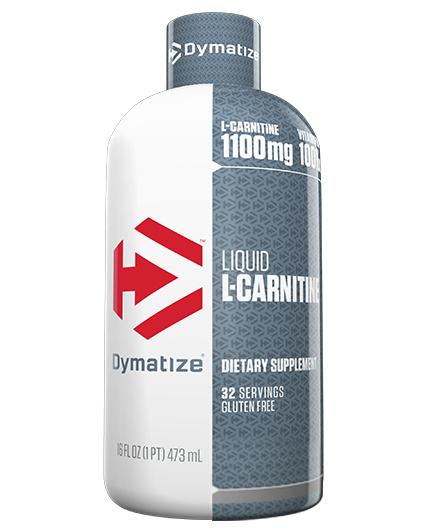 Dymatize
L-CARNITINE
1100mg
LIQUID
L-CARNITINE
DIETARY SUPPLEMENT
32 SERVINGS
GLUTEN FREE
™
Dymatize®
16 FL OZ (1 PT) 473 mL